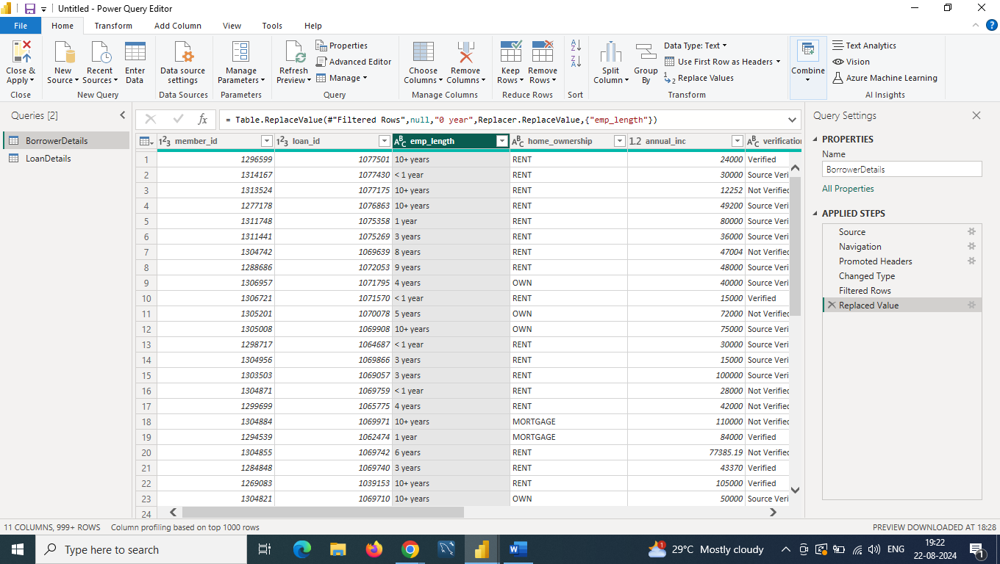 Untitled - Power Query Editor
File Home Transform Add Column View Tools Help
Close & Apply
New Source
Recent Sources
Enter Data
Data source settings
Manage Parameters
Refresh Preview
Properties
Advanced Editor
Manage
Choose Columns
Remove Columns
Keep Rows
Remove Rows
Split Column
Group By
Data Type: Text
Use First Row as Headers
Replace Values
Combine
Text Analytics
Vision
Azure Machine Learning
Close New Query Data Sources Parameters Query Manage Columns Reduce Rows Sort Transform AI Insights
Queries [2]
BorrowerDetails
LoanDetails
fx = Table.ReplaceValue(#"Filtered Rows",null,"0 year",Replacer.ReplaceValue,{"emp_length"})
member_id loan_id emp_length home_ownership 1.2 annual_inc verification
1 1296599 1077501 10+ years RENT 24000 Verified
2 1314167 1077430 < 1 year RENT 30000 Source Veri
3 1313524 1077175 10+ years RENT 12252 Not Verified
4 1277178 1076863 10+ years RENT 49200 Source Veri
5 1311748 1075358 1 year RENT 80000 Source Veri
6 1311441 1075269 3 years RENT 36000 Source Veri
7 1304742 1069639 8 years RENT 47004 Not Verified
8 1288686 1072053 9 years RENT 48000 Source Veri
9 1306957 1071795 4 years OWN 40000 Source Veri
10 1306721 1071570 < 1 year RENT 15000 Verified
11 1305201 1070078 5 years OWN 72000 Not Verified
12 1305008 1069908 10+ years OWN 75000 Source Veri
13 1298717 1064687 < 1 year RENT 30000 Source Veri
14 1304956 1069866 3 years RENT 15000 Source Veri
15 1303503 1069057 3 years RENT 100000 Source Veri
16 1304871 1069759 < 1 year RENT 28000 Not Verified
17 1299699 1065775 4 years RENT 42000 Not Verified
18 1304884 1069971 10+ years MORTGAGE 110000 Not Verified
19 1294539 1062474 1 year MORTGAGE 84000 Verified
20 1304855 1069742 6 years RENT 77385.19 Not Verified
21 1284848 1069740 3 years RENT 43370 Verified
22 1269083 1039153 10+ years RENT 105000 Verified
23 1304821 1069710 10+ years OWN 50000 Source Veri
24
Query Settings
PROPERTIES
Name
BorrowerDetails
All Properties
APPLIED STEPS
Source
Navigation
Promoted Headers
Changed Type
Filtered Rows
Replaced Value
11 COLUMNS, 999+ ROWS Column profiling based on top 1000 rows PREVIEW DOWNLOADED AT 18:28
Type here to search 29°C Mostly cloudy ENG
19:22
22-08-2024